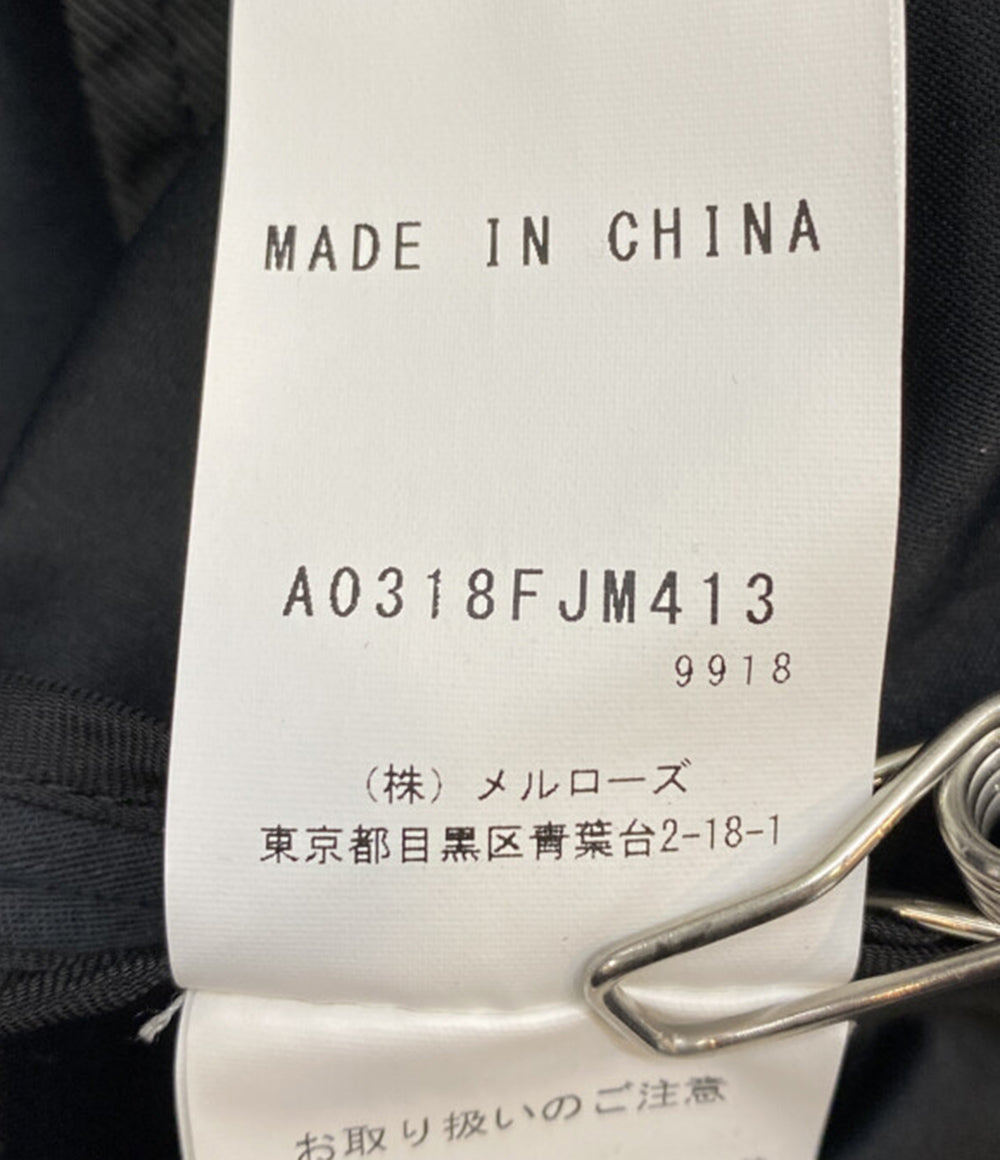 MADE IN CHINA
A0318FJM413
9918
（株）メルローズ
東京都目黒区青葉台2-18-1
お取り扱いのご注意